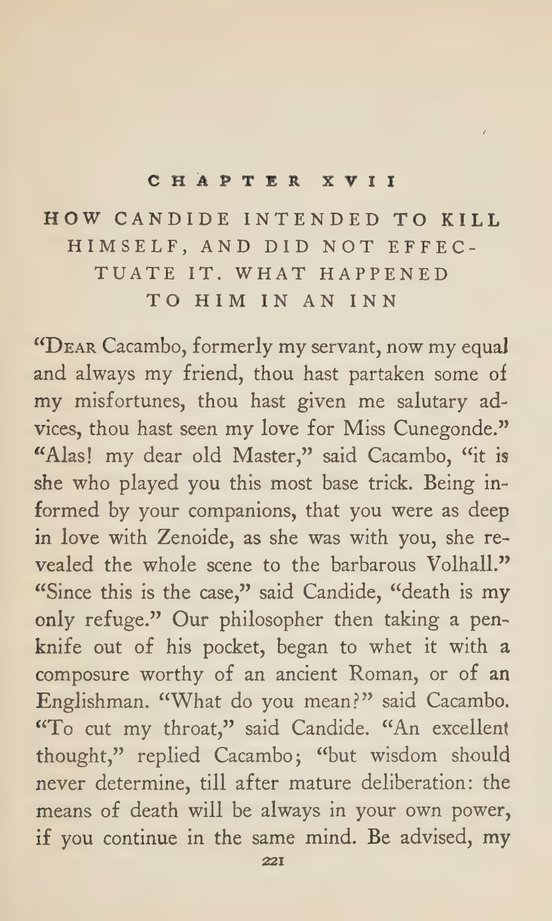 CHAPTER XVII
HOW CANDIDE INTENDED TO KILL
HIMSELF, AND DID NOT EFFEC-
TUATE IT. WHAT HAPPENED
TO HIM IN AN INN
“DEAR Cacambo, formerly my servant, now my equal
and always my friend, thou hast partaken some of
my misfortunes, thou hast given me salutary ad-
vices, thou hast seen my love for Miss Cunegonde.”
“Alas! my dear old Master,” said Cacambo, “it is
she who played you this most base trick. Being in-
formed by your companions, that you were as deep
in love with Zenoide, as she was with you, she re-
vealed the whole scene to the barbarous Volhall.”
“Since this is the case,” said Candide, “death is my
only refuge.” Our philosopher then taking a pen-
knife out of his pocket, began to whet it with a
composure worthy of an ancient Roman, or of an
Englishman. “What do you mean?” said Cacambo.
“To cut my throat,” said Candide. “An excellent
thought,” replied Cacambo; “but wisdom should
never determine, till after mature deliberation: the
means of death will be always in your own power,
if you continue in the same mind. Be advised, my
221